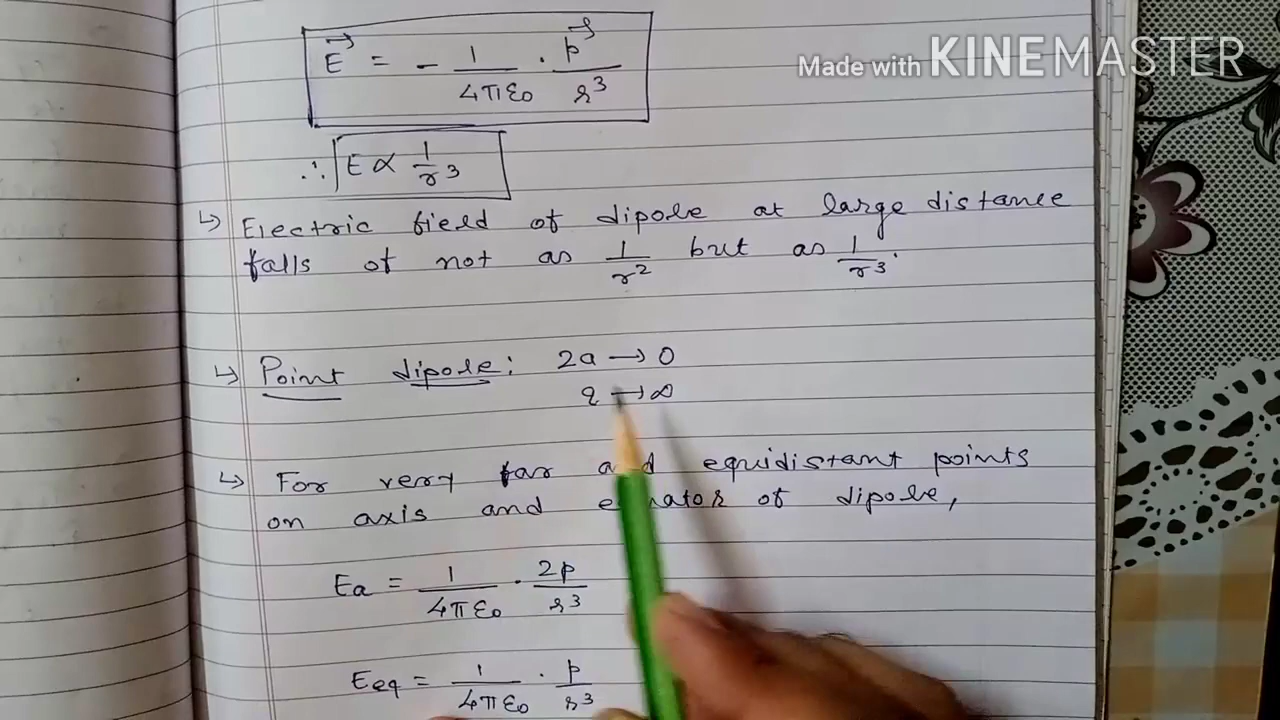 Made with KINEMASTER
E⃗ = - 1/4πε₀ · p⃗/r³
∴ E ∝ 1/r³
↳ Electric field of dipole at large distance
falls of not as 1/r² but as 1/r³.
↳ Point dipole: 2a → 0
q → ∞
↳ For very far and equidistant points
on axis and of dipole,
Ea = 1/4πε₀ · 2p/r³
Eeq = 1/4πε₀ · p/r³